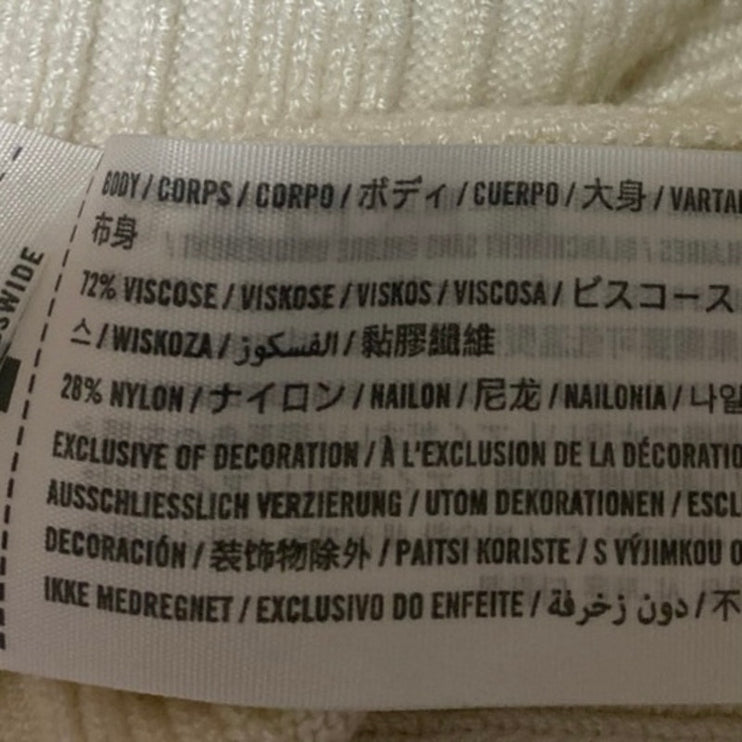 BODY / CORPS / CORPO / ボディ / CUERPO / 大身 / VARTA
布身
72% VISCOSE / VISKOSE / VISKOS / VISCOSA / ビスコース
스 / WISKOZA / الفسكوز / 黏膠纖維
28% NYLON / ナイロン / NAILON / 尼龙 / NAILONIA / 나일
EXCLUSIVE OF DECORATION / À L'EXCLUSION DE LA DÉCORATIO
AUSSCHLIESSLICH VERZIERUNG / UTOM DEKORATIONEN / ESCL
DECORACIÓN / 装饰物除外 / PAITSI KORISTE / S VÝJIMKOU O
IKKE MEDREGNET / EXCLUSIVO DO ENFEITE / دون زخرفة / 不
SWIDE